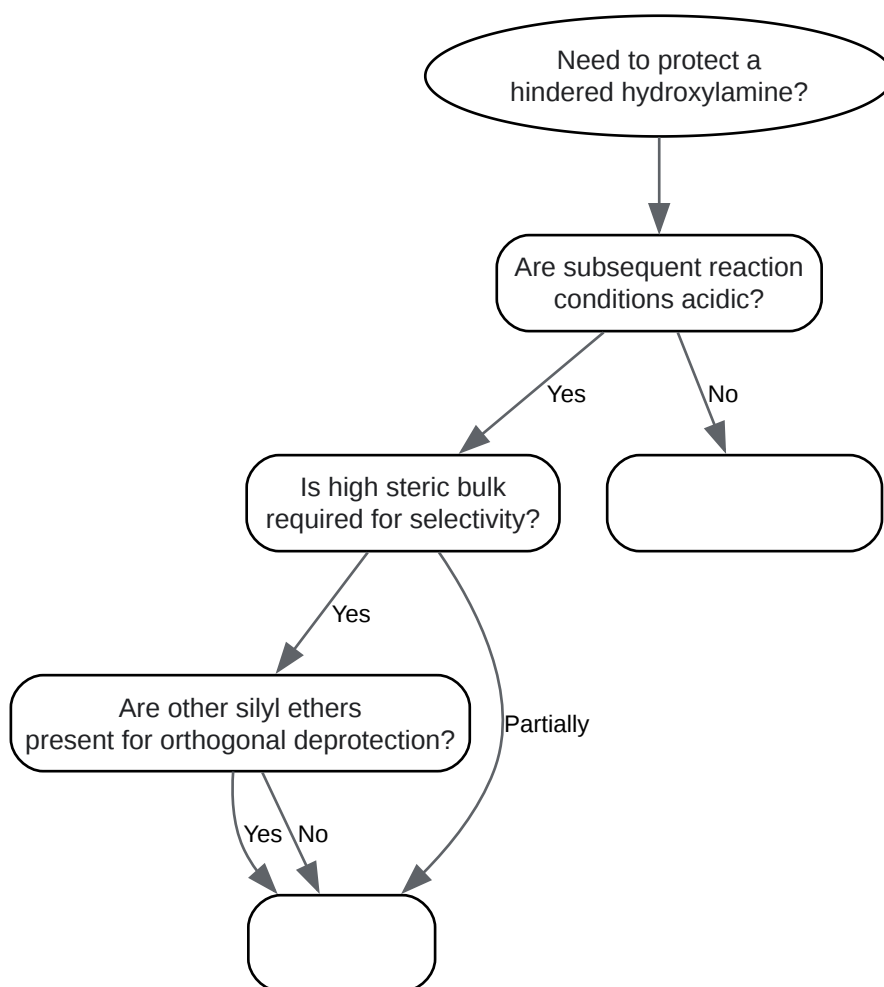 Need to protect a
hindered hydroxylamine?
Are subsequent reaction
conditions acidic?
Yes
No
Is high steric bulk
required for selectivity?
Yes
Partially
Are other silyl ethers
present for orthogonal deprotection?
Yes
No